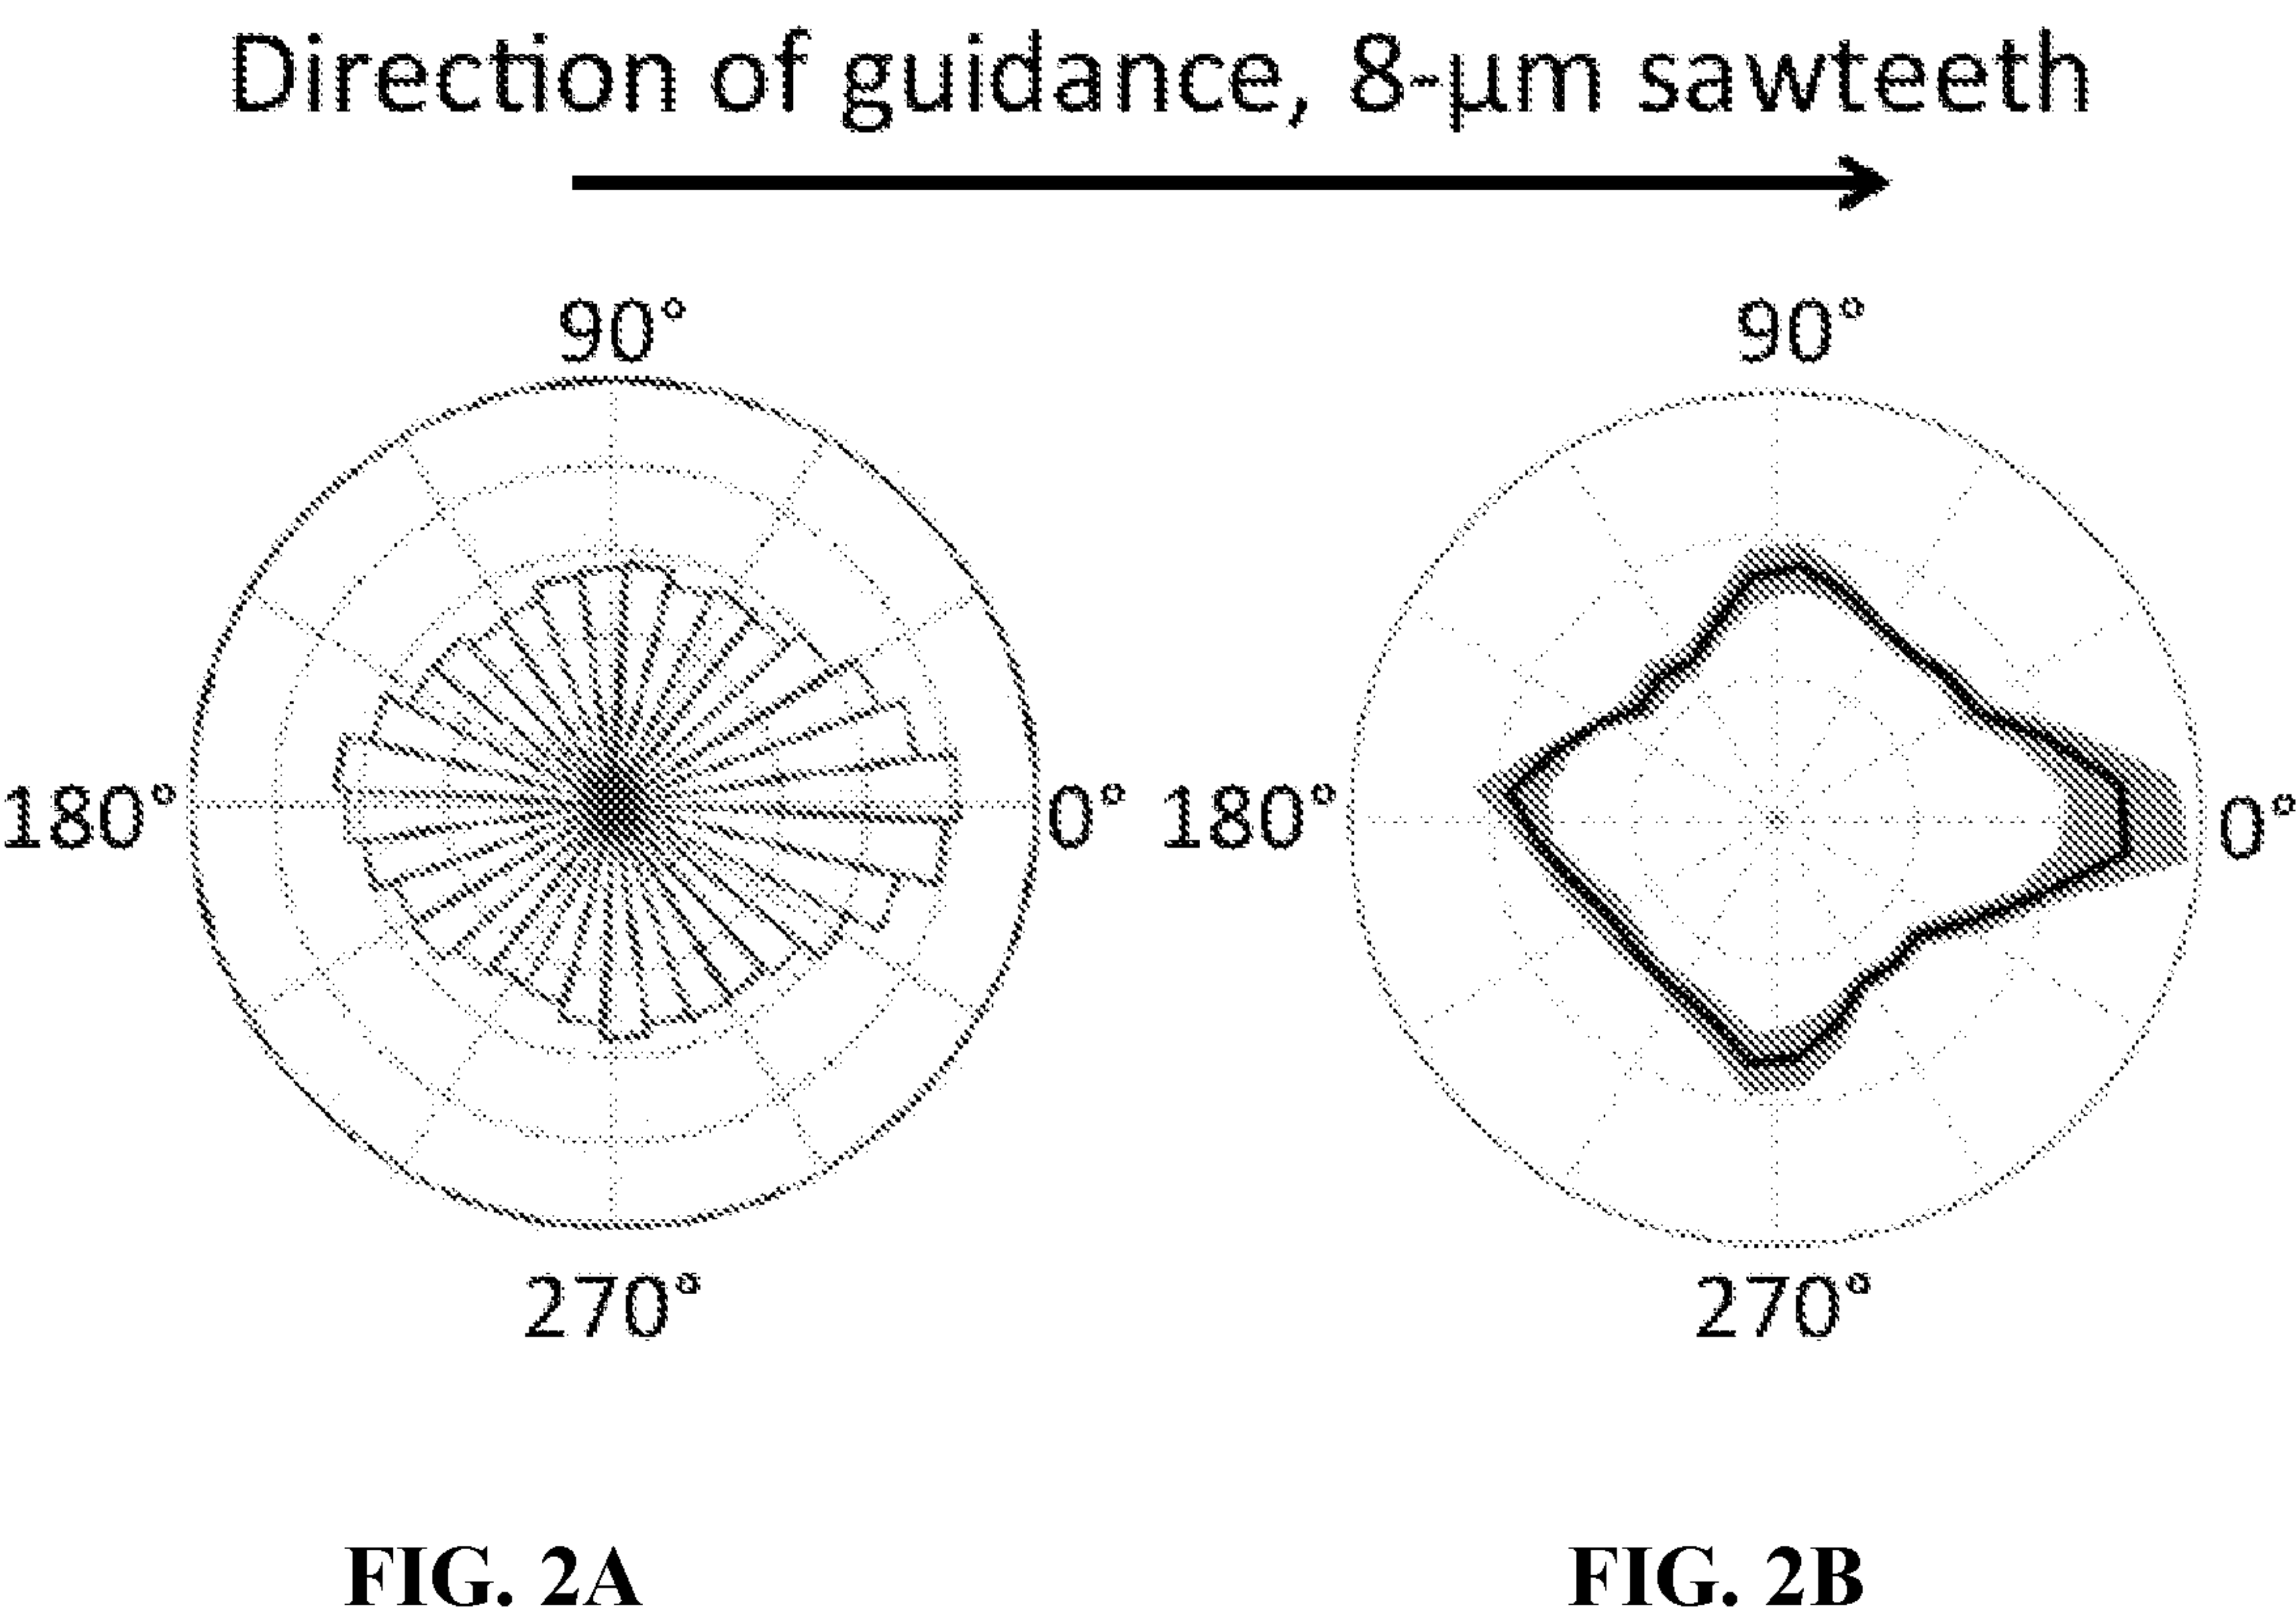 Direction of guidance, 8-µm sawteeth
90° 90°
180° 0° 180° 0°
270° 270°
FIG. 2A FIG. 2B